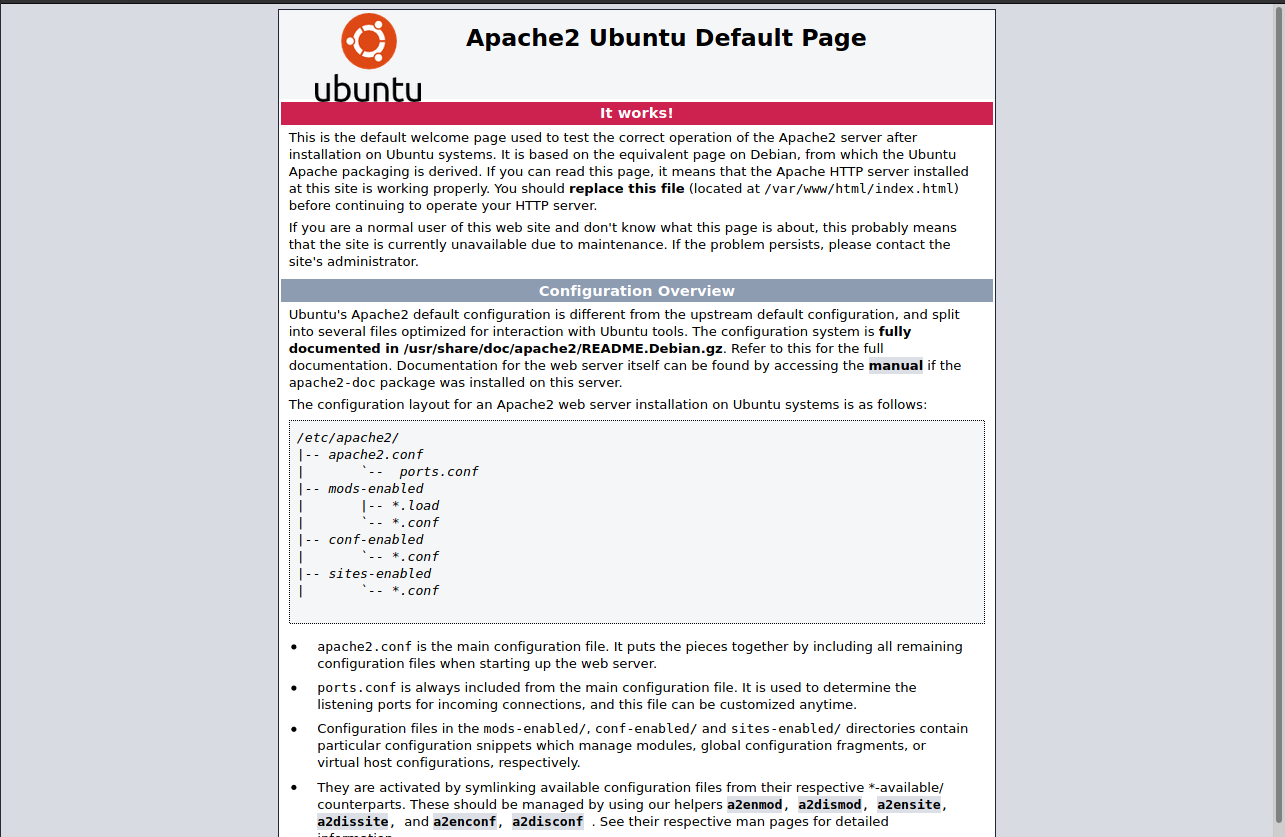 ubuntu
Apache2 Ubuntu Default Page
It works!
This is the default welcome page used to test the correct operation of the Apache2 server after
installation on Ubuntu systems. It is based on the equivalent page on Debian, from which the Ubuntu
Apache packaging is derived. If you can read this page, it means that the Apache HTTP server installed
at this site is working properly. You should replace this file (located at /var/www/html/index.html)
before continuing to operate your HTTP server.
If you are a normal user of this web site and don't know what this page is about, this probably means
that the site is currently unavailable due to maintenance. If the problem persists, please contact the
site's administrator.
Configuration Overview
Ubuntu's Apache2 default configuration is different from the upstream default configuration, and split
into several files optimized for interaction with Ubuntu tools. The configuration system is fully
documented in /usr/share/doc/apache2/README.Debian.gz. Refer to this for the full
documentation. Documentation for the web server itself can be found by accessing the manual if the
apache2-doc package was installed on this server.
The configuration layout for an Apache2 web server installation on Ubuntu systems is as follows:
/etc/apache2/
|-- apache2.conf
|       `--  ports.conf
|-- mods-enabled
|       |-- *.load
|       `-- *.conf
|-- conf-enabled
|       `-- *.conf
|-- sites-enabled
|       `-- *.conf
• apache2.conf is the main configuration file. It puts the pieces together by including all remaining
configuration files when starting up the web server.
• ports.conf is always included from the main configuration file. It is used to determine the
listening ports for incoming connections, and this file can be customized anytime.
• Configuration files in the mods-enabled/, conf-enabled/ and sites-enabled/ directories contain
particular configuration snippets which manage modules, global configuration fragments, or
virtual host configurations, respectively.
• They are activated by symlinking available configuration files from their respective *-available/
counterparts. These should be managed by using our helpers a2enmod, a2dismod, a2ensite,
a2dissite, and a2enconf, a2disconf . See their respective man pages for detailed